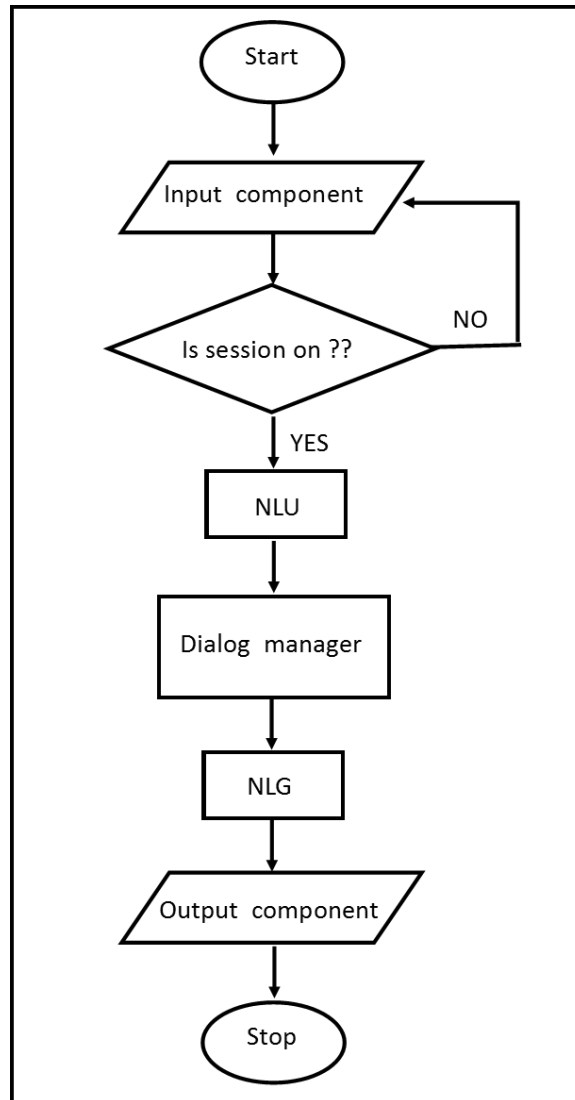 Start
Input component
Is session on ??
NO
YES
NLU
Dialog manager
NLG
Output component
Stop